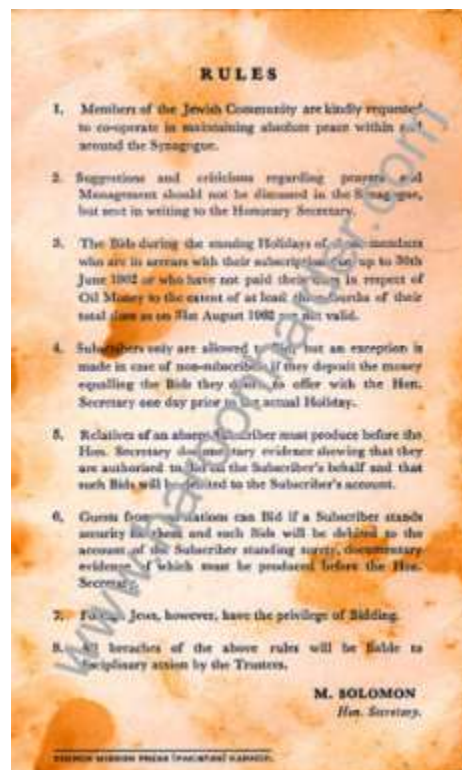 RULES
1. Members of the Jewish Community are kindly requested
to co-operate in maintaining absolute peace within and
around the Synagogue.
2. Suggestions and criticisms regarding prayers and
Management should not be discussed in the Synagogue,
but sent in writing to the Honorary Secretary.
3. The Bids during the ensuing Holidays of those members
who are in arrears with their subscriptions up to 30th
June 1962 or who have not paid their dues in respect of
Oil Money to the extent of at least three-fourths of their
total dues as on 31st August 1962 are not valid.
4. Subscribers only are allowed to Bid, but an exception is
made in case of non-subscribers if they deposit the money
equalling the Bids they desire to offer with the Hon.
Secretary one day prior to the actual Holiday.
5. Relatives of an absent Subscriber must produce before the
Hon. Secretary documentary evidence showing that they
are authorised to Bid on the Subscriber's behalf and that
such Bids will be debited to the Subscriber's account.
6. Guests from stations can Bid if a Subscriber stands
security for them and such Bids will be debited to the
account of the Subscriber standing surety, documentary
evidence of which must be produced before the Hon.
Secretary.
7. Foreign Jews, however, have the privilege of Bidding.
8. All breaches of the above rules will be liable to
disciplinary action by the Trustees.
M. SOLOMON
Hon. Secretary.
MISSION PRESS (PAKISTAN) KARACHI.